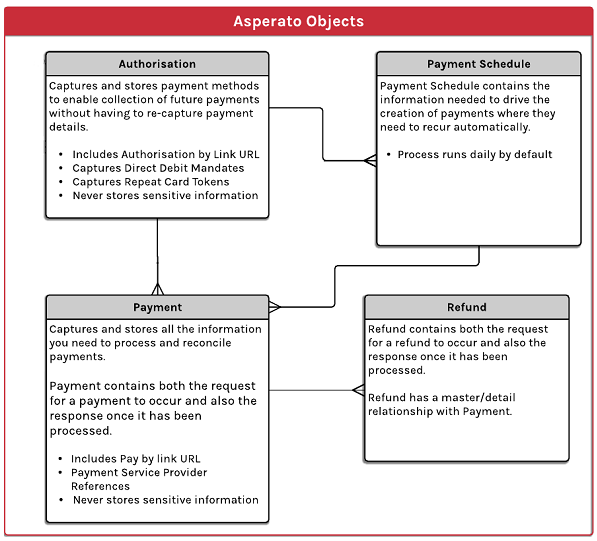 Asperato Objects
Authorisation
Captures and stores payment methods
to enable collection of future payments
without having to re-capture payment
details.
• Includes Authorisation by Link URL
• Captures Direct Debit Mandates
• Captures Repeat Card Tokens
• Never stores sensitive information
Payment Schedule
Payment Schedule contains the
information needed to drive the
creation of payments where they
need to recur automatically.
• Process runs daily by default
Payment
Captures and stores all the information
you need to process and reconcile
payments.
Payment contains both the request
for a payment to occur and also the
response once it has been
processed.
• Includes Pay by link URL
• Payment Service Provider
References
• Never stores sensitive information
Refund
Refund contains both the request
for a refund to occur and also the
response once it has been
processed.
Refund has a master/detail
relationship with Payment.